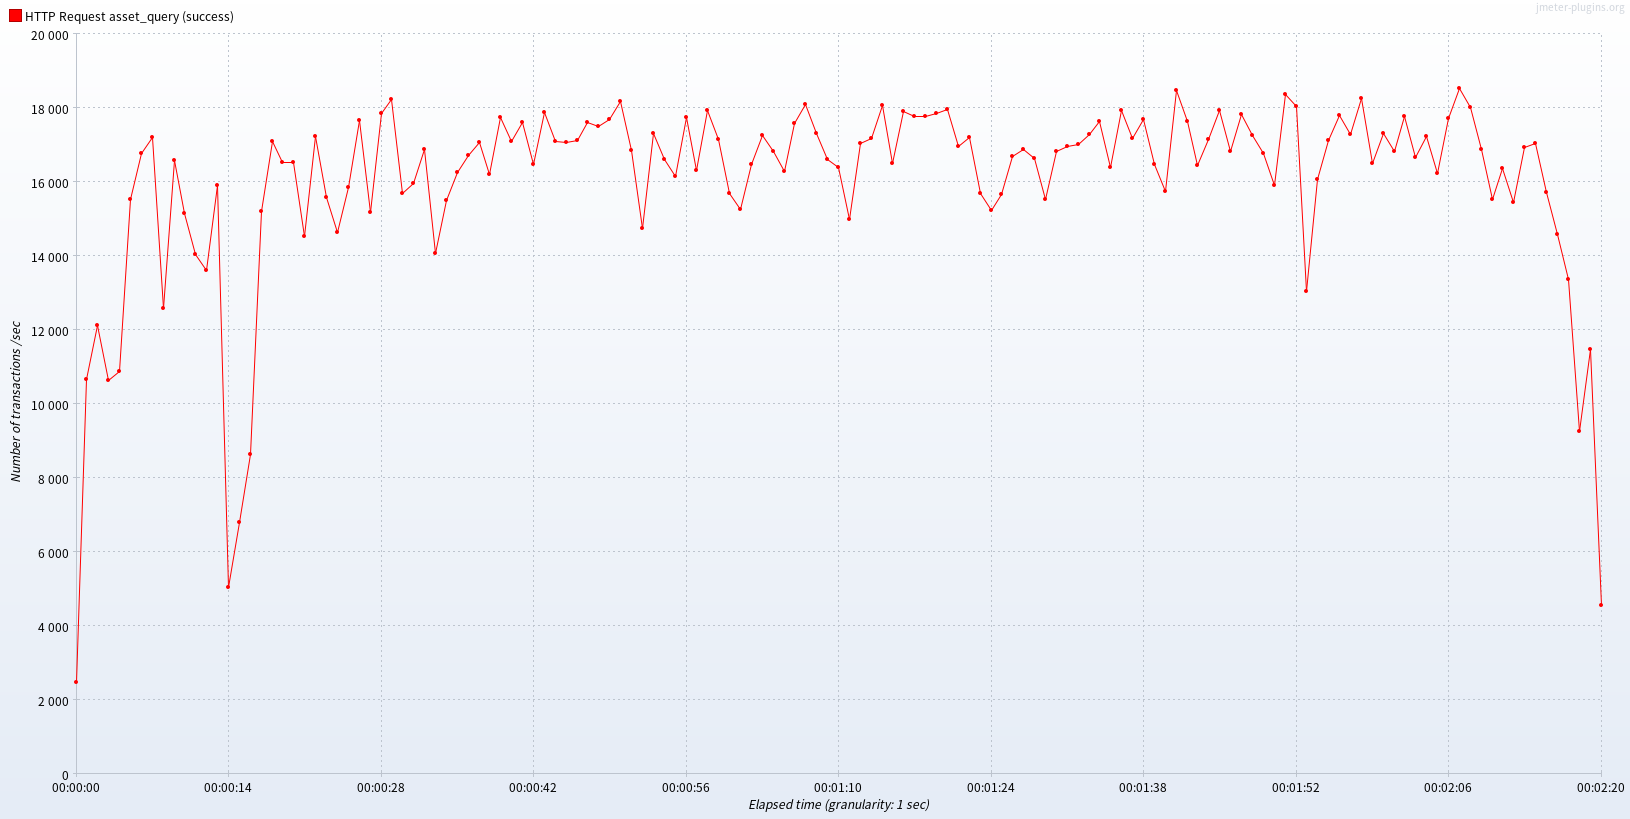 HTTP Request asset_query (success)
jmeter-plugins.org
20 000
18 000
16 000
14 000
12 000
10 000
8 000
6 000
4 000
2 000
0
Number of transactions /sec
00:00:00 00:00:14 00:00:28 00:00:42 00:00:56 00:01:10 00:01:24 00:01:38 00:01:52 00:02:06 00:02:20
Elapsed time (granularity: 1 sec)